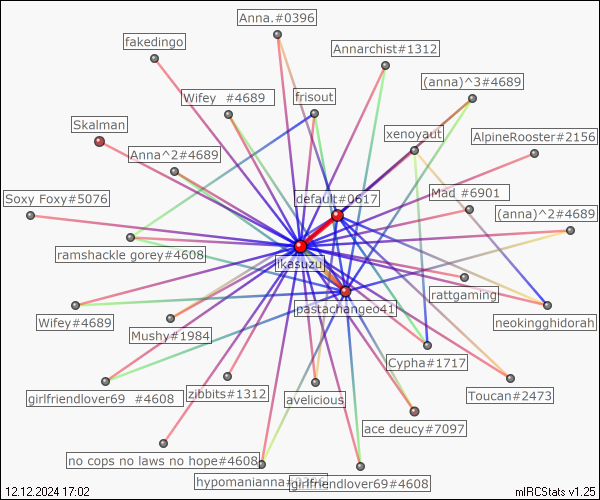 Anna.#0396
fakedingo
Annarchist#1312
(anna)^3#4689
Wifey  #4689
frisout
Skalman
xenoyaut
AlpineRooster#2156
Anna^2#4689
default#0617
Mad #6901
Soxy Foxy#5076
(anna)^2#4689
ramshackle gorey#4608
ikasuzu
rattgaming
pastachangeo41
neokingghidorah
Wifey#4689
Mushy#1984
Cypha#1717
zibbits#1312
avelicious
Toucan#2473
girlfriendlover69  #4608
ace deucy#7097
no cops no laws no hope#4608
hypomanianna
girlfriendlover69#4608
12.12.2024 17:02
mIRCStats v1.25